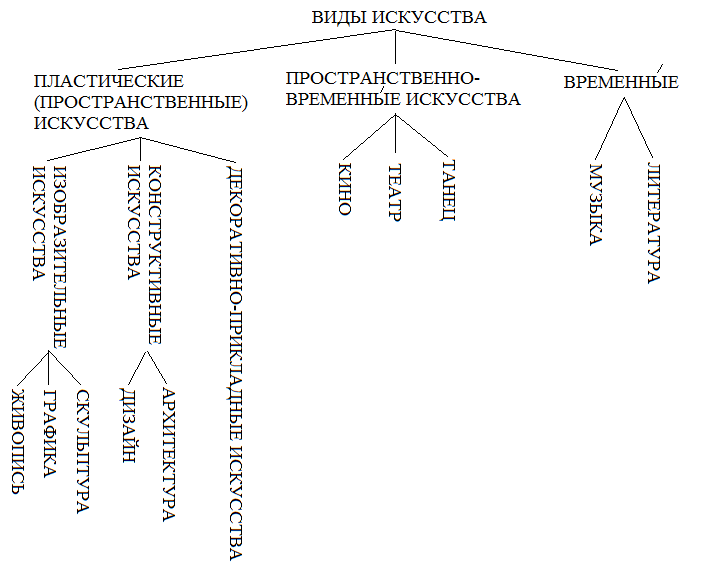 ВИДЫ ИСКУССТВА
ПЛАСТИЧЕСКИЕ
(ПРОСТРАНСТВЕННЫЕ)
ИСКУССТВА
ПРОСТРАНСТВЕННО-
ВРЕМЕННЫЕ ИСКУССТВА
ВРЕМЕННЫЕ
ИЗОБРАЗИТЕЛЬНЫЕ
ИСКУССТВА
КОНСТРУКТИВНЫЕ
ИСКУССТВА
ДЕКОРАТИВНО-ПРИКЛАДНЫЕ ИСКУССТВА
КИНО
ТЕАТР
ТАНЕЦ
МУЗЫКА
ЛИТЕРАТУРА
ЖИВОПИСЬ
ГРАФИКА
СКУЛЬПТУРА
ДИЗАЙН
АРХИТЕКТУРА